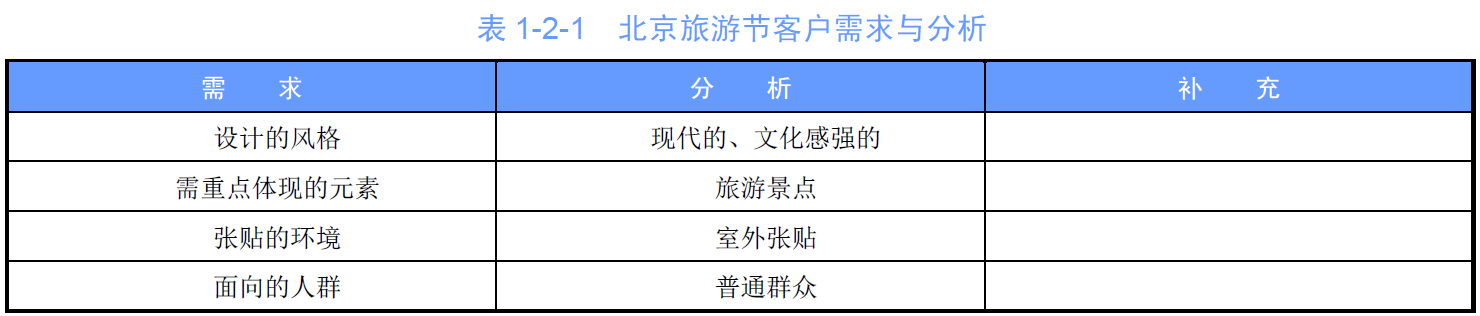 表 1-2-1 北京旅游节客户需求与分析
需 求 分 析 补 充
设计的风格 现代的、文化感强的
需重点体现的元素 旅游景点
张贴的环境 室外张贴
面向的人群 普通群众